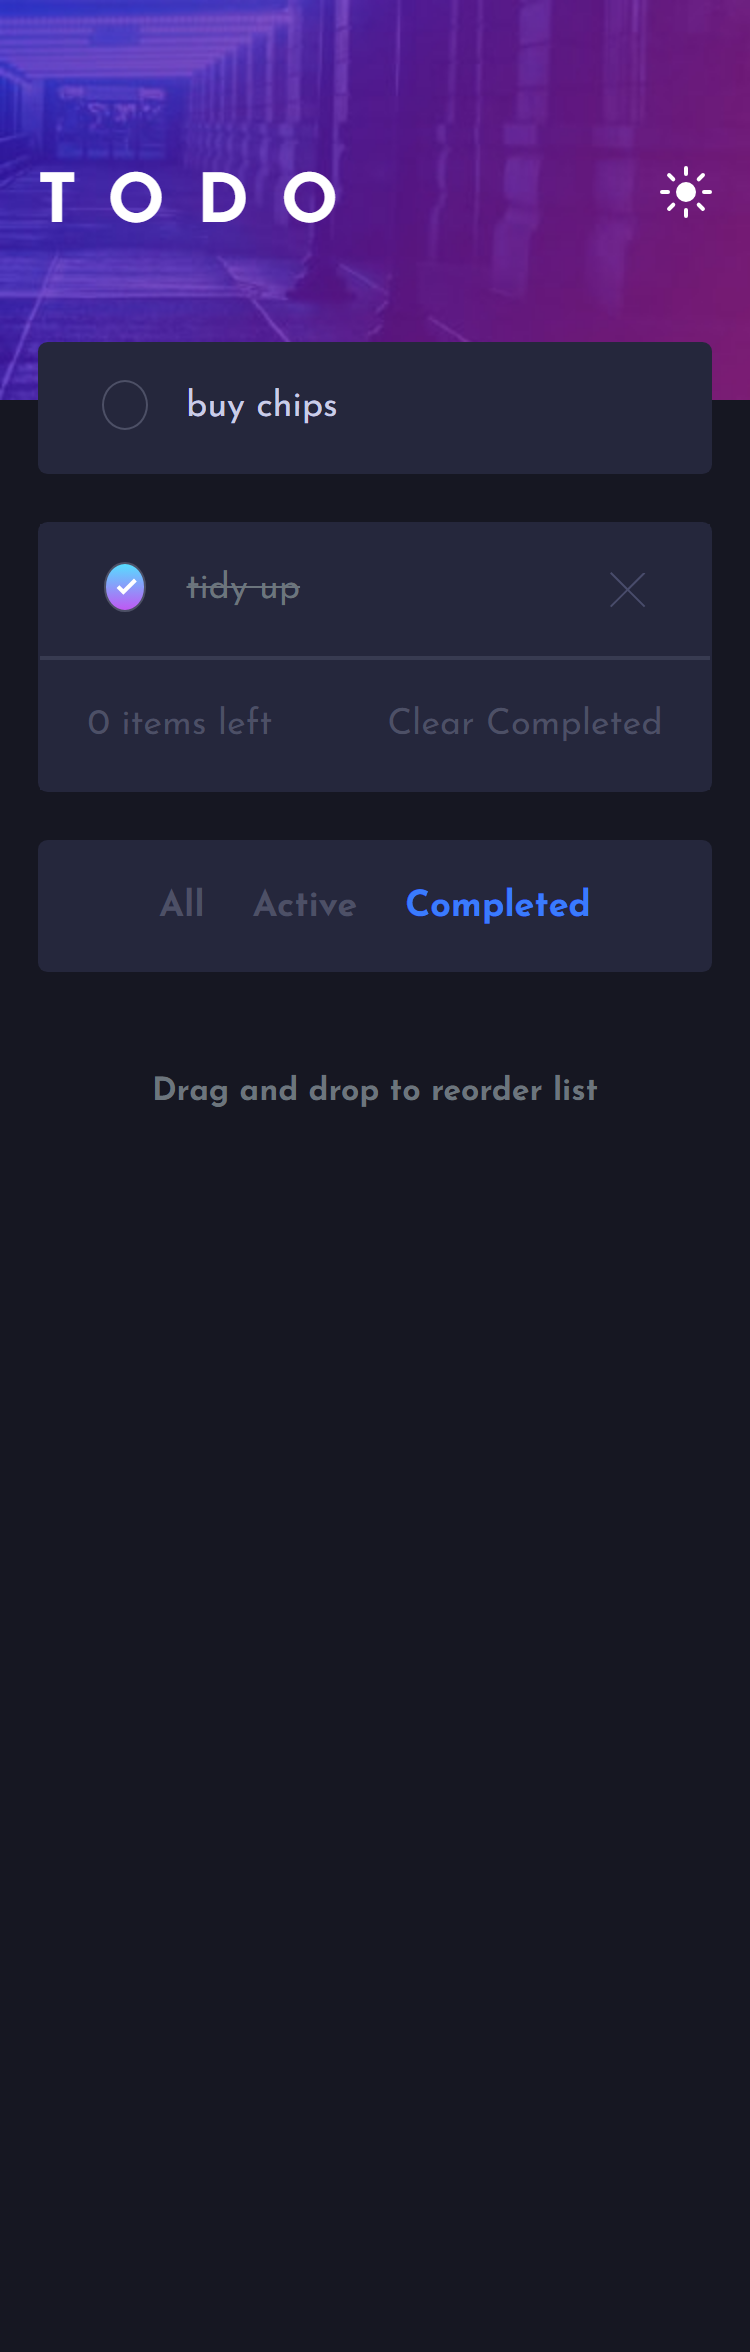 TODO
buy chips
tidy up
0 items left
Clear Completed
All Active Completed
Drag and drop to reorder list